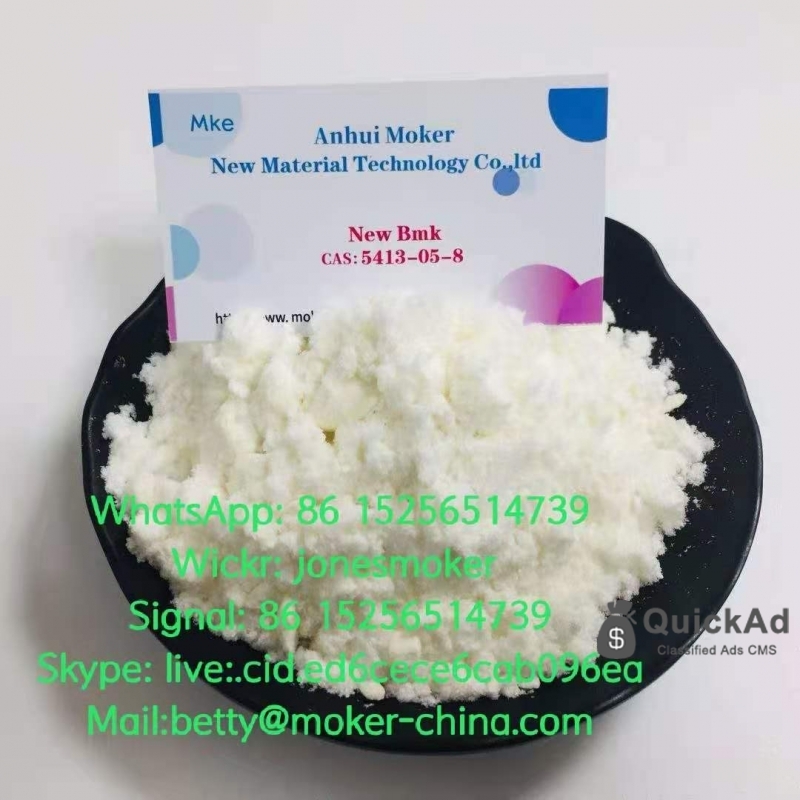 Mke
Anhui Moker
New Material Technology Co.,ltd
New Bmk
CAS: 5413-05-8
WhatsApp: 86 15256514739
Wickr: jonesmoker
Signal: 86 15256514739
QuickAd
Classified Ads CMS
Skype: live:.cid.ed6cece6cab096ea
Mail:betty@moker-china.com